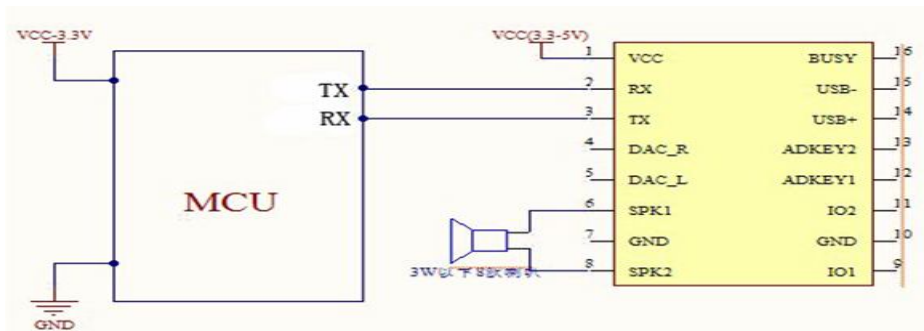 VCC-3.3V
VCC(3.3-5V)
TX
RX
MCU
GND
1 VCC BUSY 16
2 RX USB- 15
3 TX USB+ 14
4 DAC_R ADKEY2 13
5 DAC_L ADKEY1 12
6 SPK1 IO2 11
7 GND GND 10
8 SPK2 IO1 9
3W以下8欧喇叭